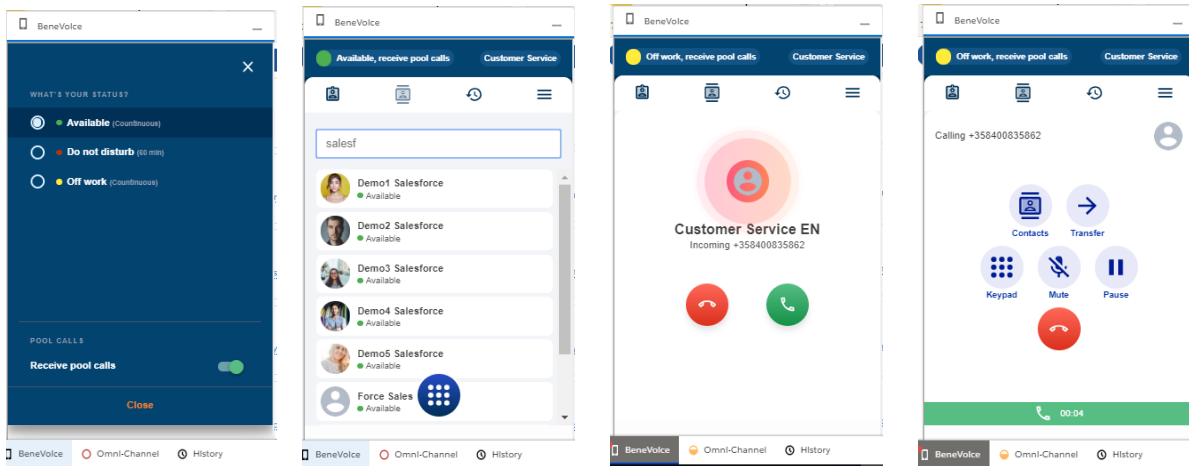 BeneVoIce
WHAT'S YOUR STATUS?
Available (Countinuous)
Do not disturb (60 min)
Off work (Countinuous)
POOL CALLS
Receive pool calls
Close
BeneVoIce Omni-Channel History
BeneVoIce
Available, receive pool calls Customer Service
salesf
Demo1 Salesforce
Available
Demo2 Salesforce
Available
Demo3 Salesforce
Available
Demo4 Salesforce
Available
Demo5 Salesforce
Available
Force Sales
Available
BeneVoIce Omni-Channel History
BeneVoIce
Off work, receive pool calls Customer Service
Customer Service EN
Incoming +358400835862
BeneVoIce Omni-Channel History
BeneVoIce
Off work, receive pool calls Customer Service
Calling +358400835862
Contacts Transfer
Keypad Mute Pause
00:04
BeneVoIce Omni-Channel History